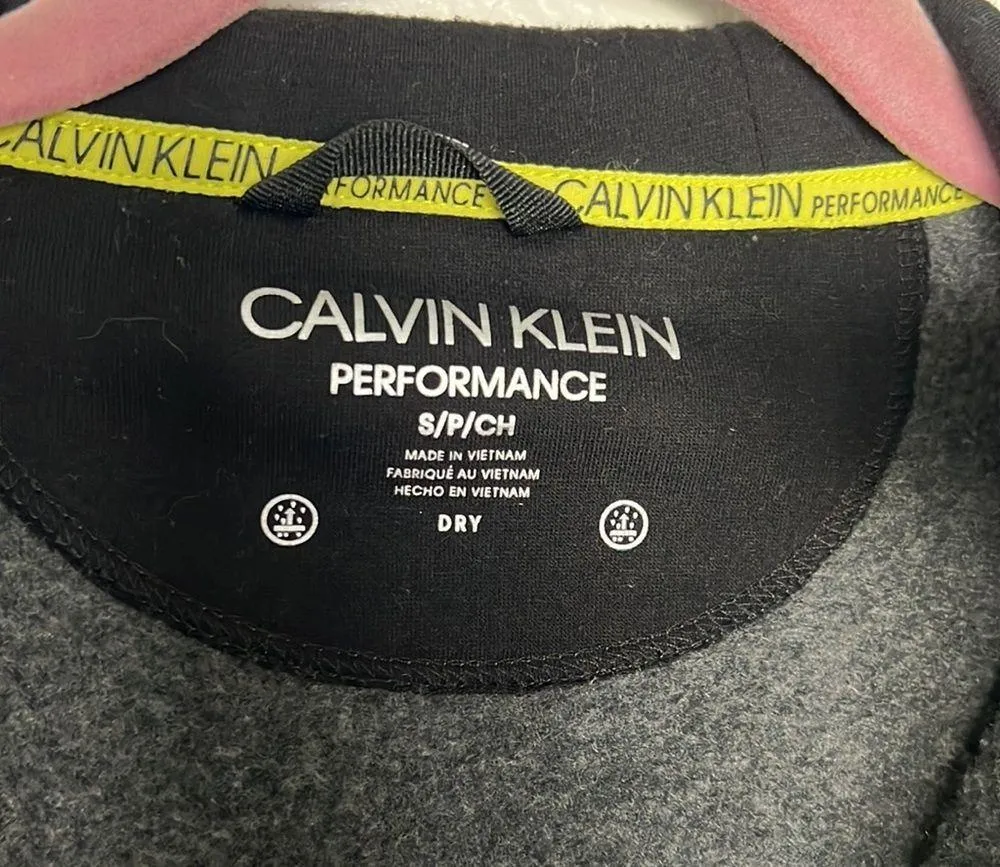 CALVIN KLEIN FORMANCE CALVIN KLEIN PERFORMANCE
CALVIN KLEIN
PERFORMANCE
S/P/CH
MADE IN VIETNAM
FABRIQUÉ AU VIETNAM
HECHO EN VIETNAM
DRY